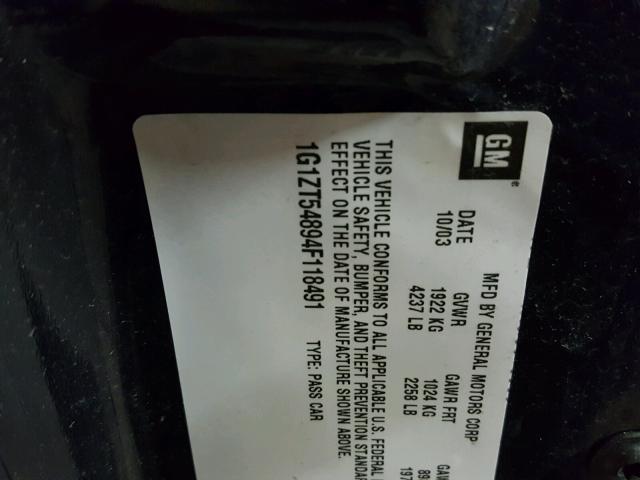 GM
MFD BY GENERAL MOTORS CORP
DATE GVWR GAWR FRT
10/03 1922 KG 1024 KG
4237 LB 2258 LB
THIS VEHICLE CONFORMS TO ALL APPLICABLE U.S. FEDERAL
VEHICLE SAFETY, BUMPER, AND THEFT PREVENTION
EFFECT ON THE DATE OF MANUFACTURE SHOWN ABOVE.
1G1ZT54894F118491 TYPE: PASS CAR